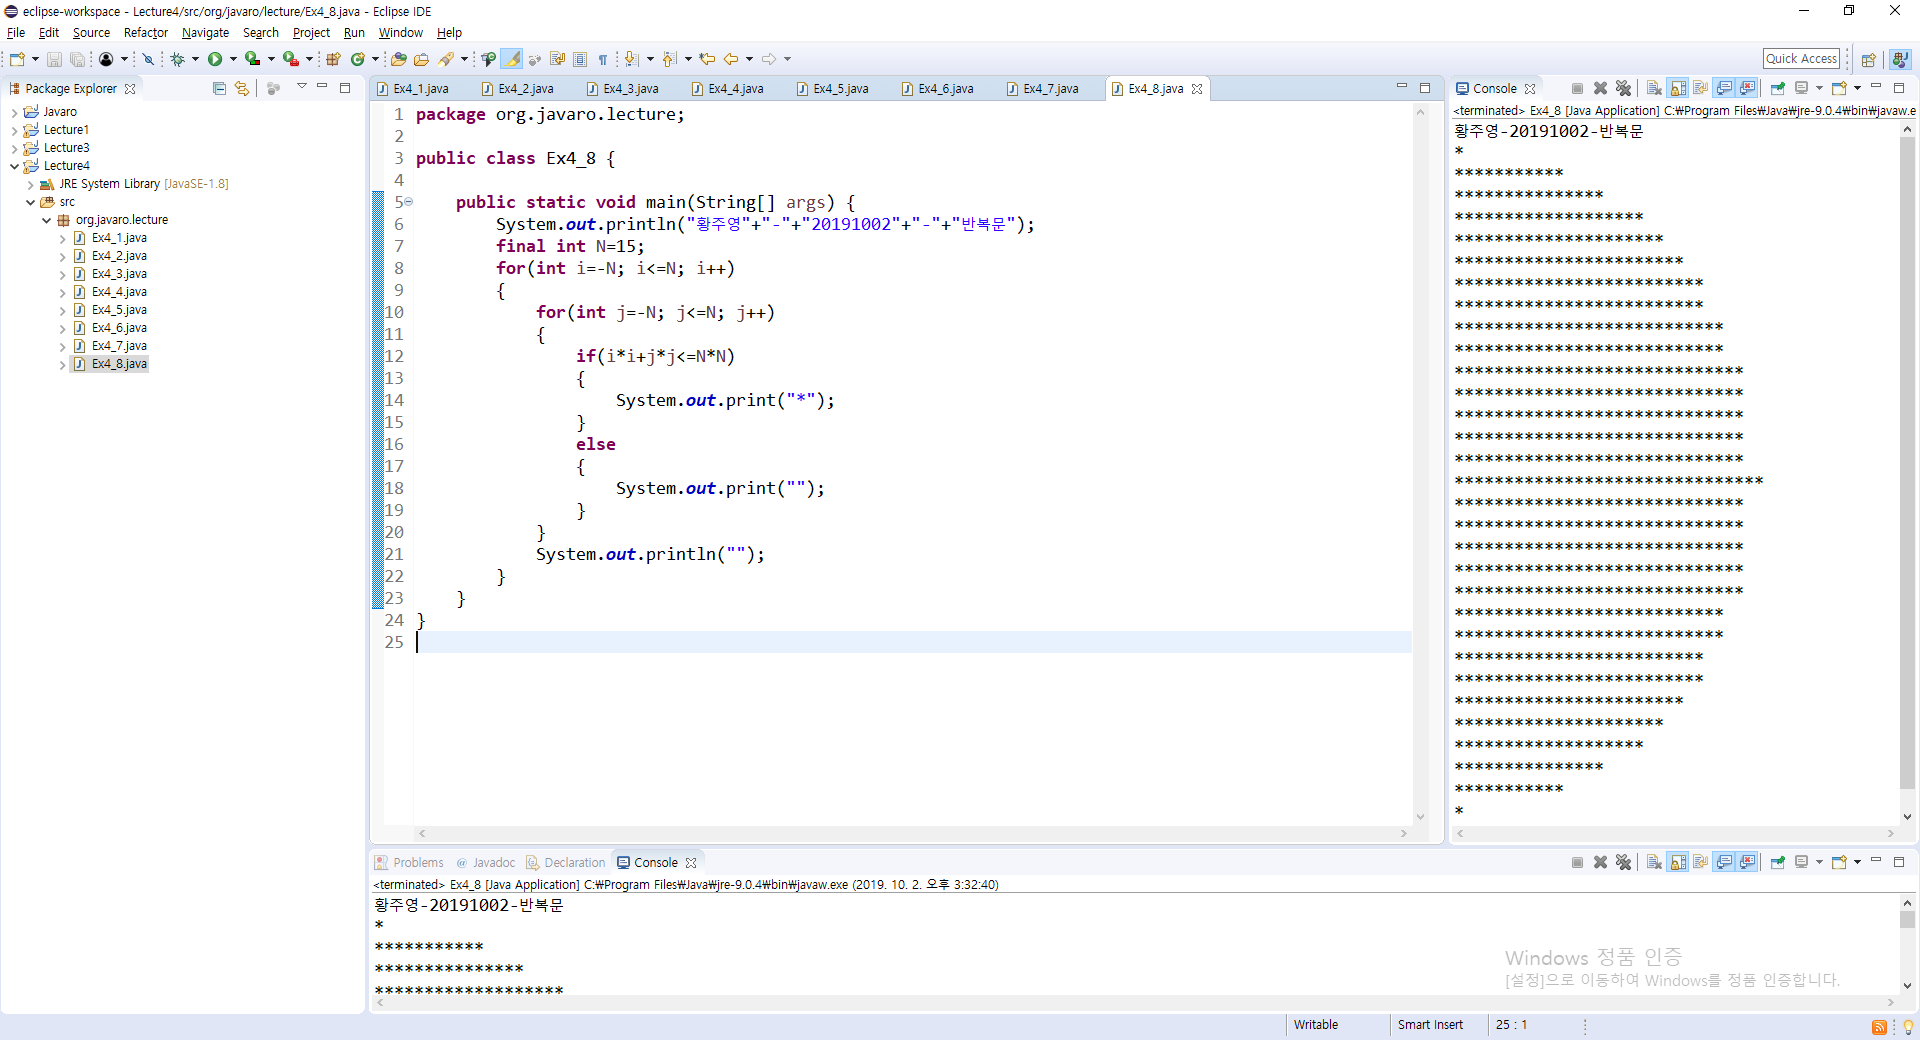 eclipse-workspace - Lecture4/src/org/javaro/lecture/Ex4_8.java - Eclipse IDE
File Edit Source Refactor Navigate Search Project Run Window Help
Quick Access
Package Explorer
Javaro
Lecture1
Lecture3
Lecture4
JRE System Library [JavaSE-1.8]
src
org.javaro.lecture
Ex4_1.java
Ex4_2.java
Ex4_3.java
Ex4_4.java
Ex4_5.java
Ex4_6.java
Ex4_7.java
Ex4_8.java
Ex4_1.java Ex4_2.java Ex4_3.java Ex4_4.java Ex4_5.java Ex4_6.java Ex4_7.java Ex4_8.java
1 package org.javaro.lecture;
2
3 public class Ex4_8 {
4
5 public static void main(String[] args) {
6 System.out.println("황주영"+"-"+"20191002"+"-"+"반복문");
7 final int N=15;
8 for(int i=-N; i<=N; i++)
9 {
10 for(int j=-N; j<=N; j++)
11 {
12 if(i*i+j*j<=N*N)
13 {
14 System.out.print("*");
15 }
16 else
17 {
18 System.out.print("");
19 }
20 }
21 System.out.println("");
22 }
23 }
24 }
25
Console
<terminated> Ex4_8 [Java Application] C:₩Program Files₩Java₩jre-9.0.4₩bin₩javaw.e
황주영-20191002-반복문
*
***********
***************
*******************
*********************
***********************
*************************
*************************
***************************
***************************
*****************************
*****************************
*****************************
*****************************
*****************************
*******************************
*****************************
*****************************
*****************************
*****************************
*****************************
***************************
***************************
*************************
*************************
***********************
*********************
*******************
***************
***********
*
Problems Javadoc Declaration Console
<terminated> Ex4_8 [Java Application] C:₩Program Files₩Java₩jre-9.0.4₩bin₩javaw.exe (2019. 10. 2. 오후 3:32:40)
황주영-20191002-반복문
*
***********
***************
*******************
Windows 정품 인증
[설정]으로 이동하여 Windows를 정품 인증합니다.
Writable Smart Insert 25 : 1